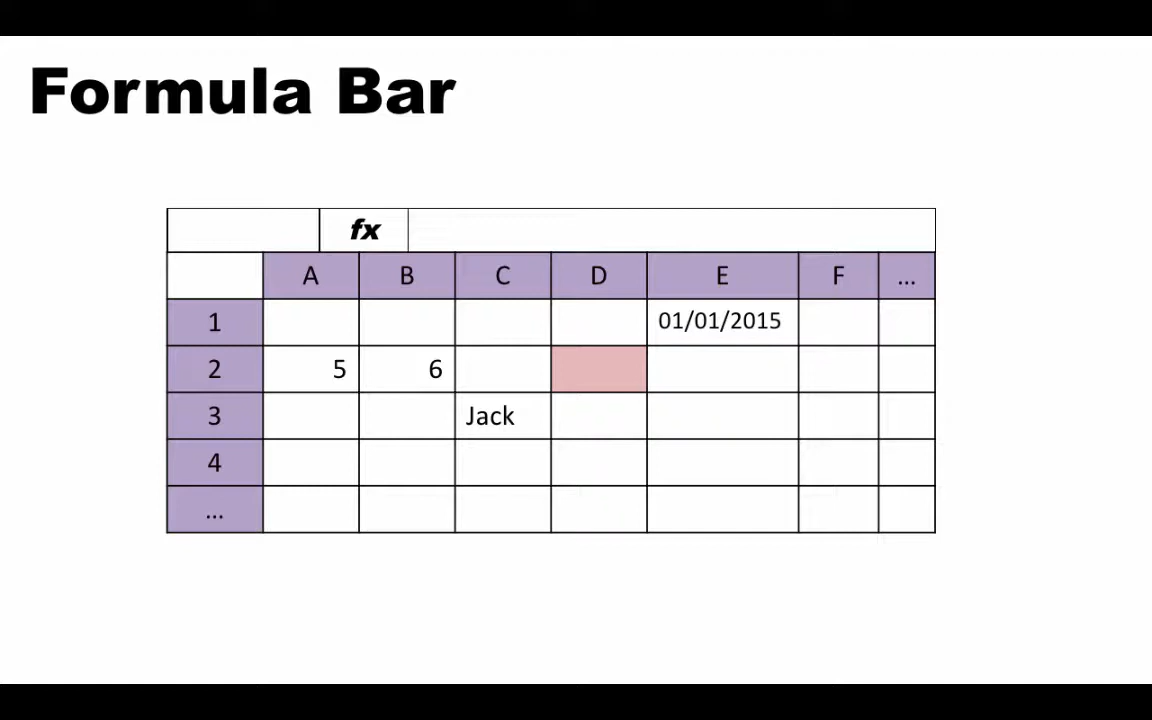 Formula Bar
fx
A B C D E F ...
1 01/01/2015
2 5 6
3 Jack
4
...